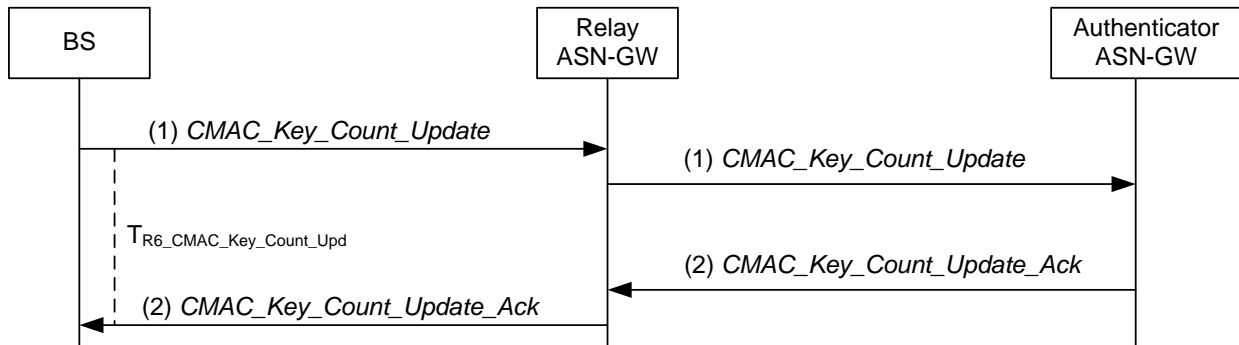 BS
Relay
ASN-GW
Authenticator
ASN-GW
(1) CMAC_Key_Count_Update
(1) CMAC_Key_Count_Update
TR6_CMAC_Key_Count_Upd
(2) CMAC_Key_Count_Update_Ack
(2) CMAC_Key_Count_Update_Ack